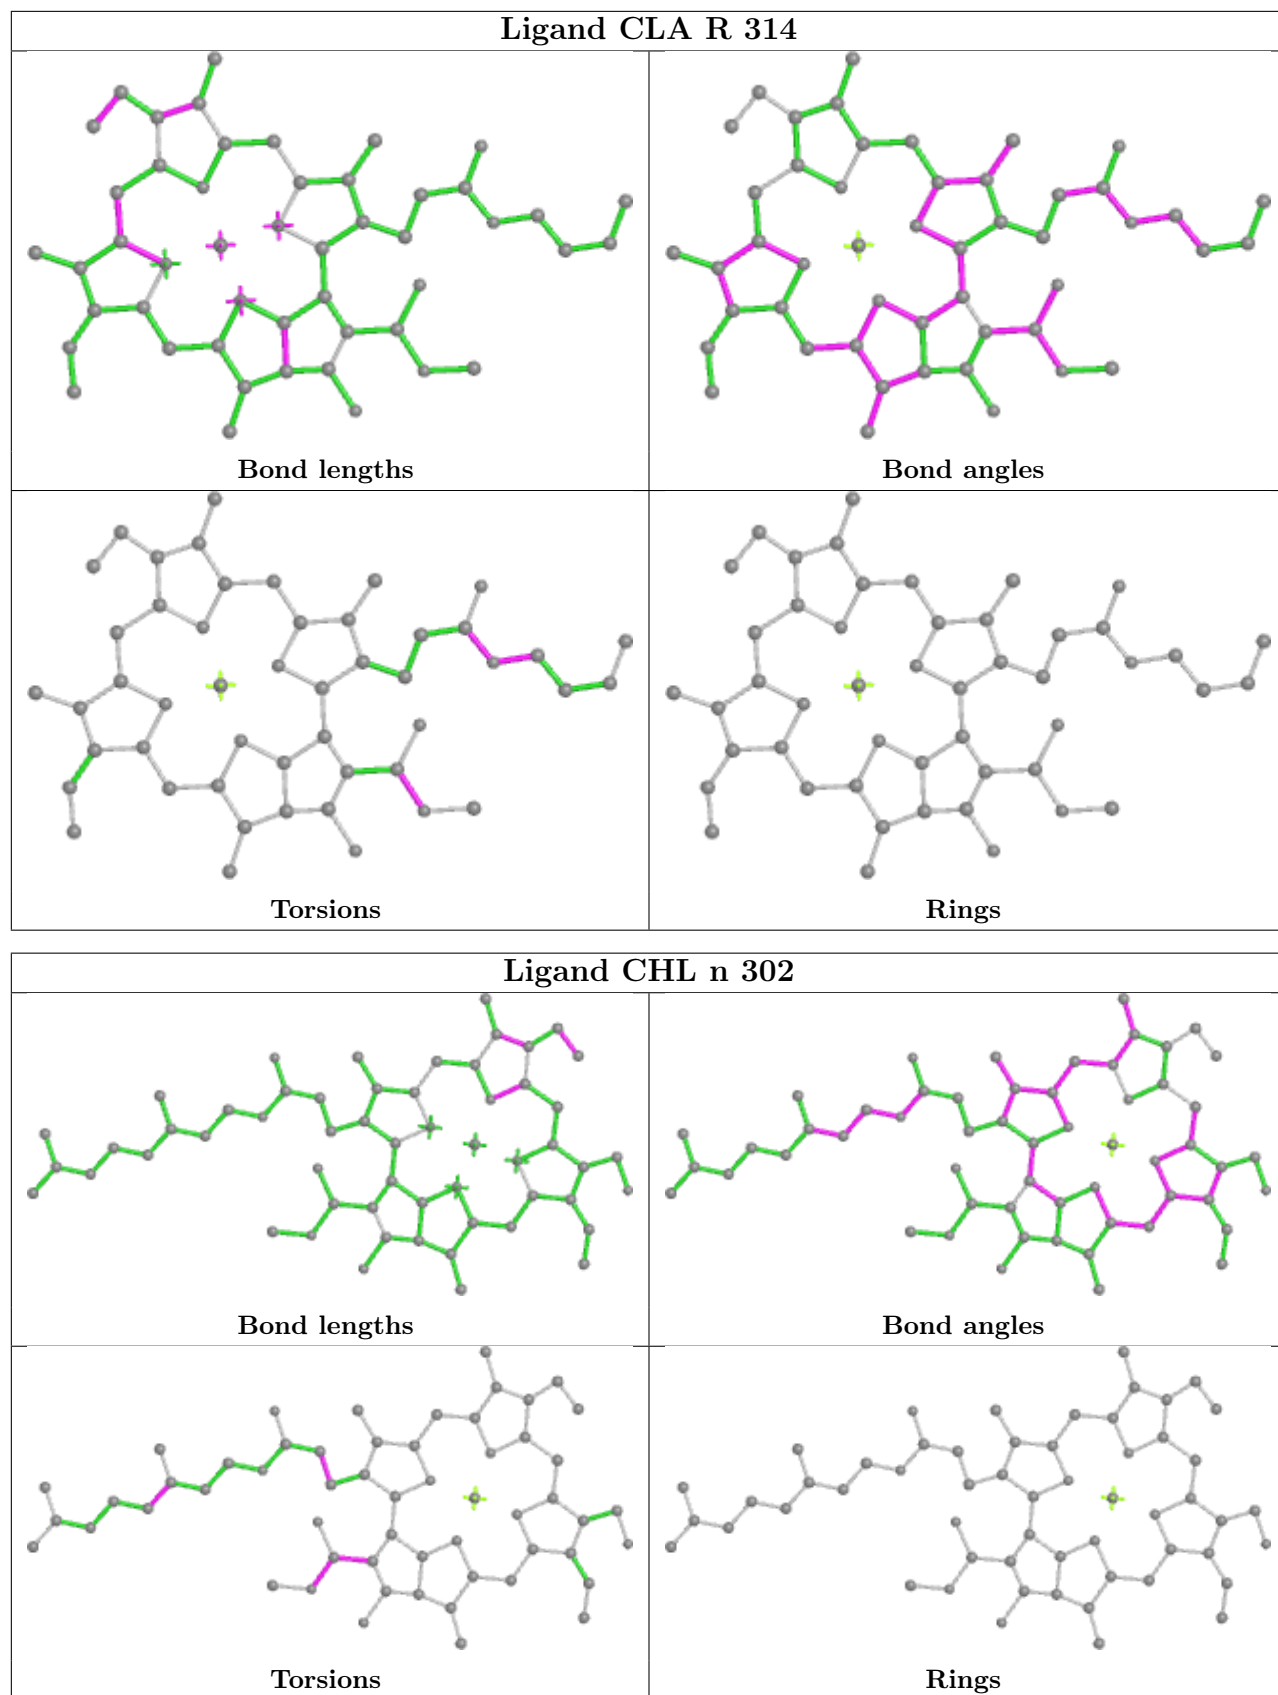 Ligand CLA R 314
Bond lengths
Bond angles
Torsions
Rings
Ligand CHL n 302
Bond lengths
Bond angles
Torsions
Rings